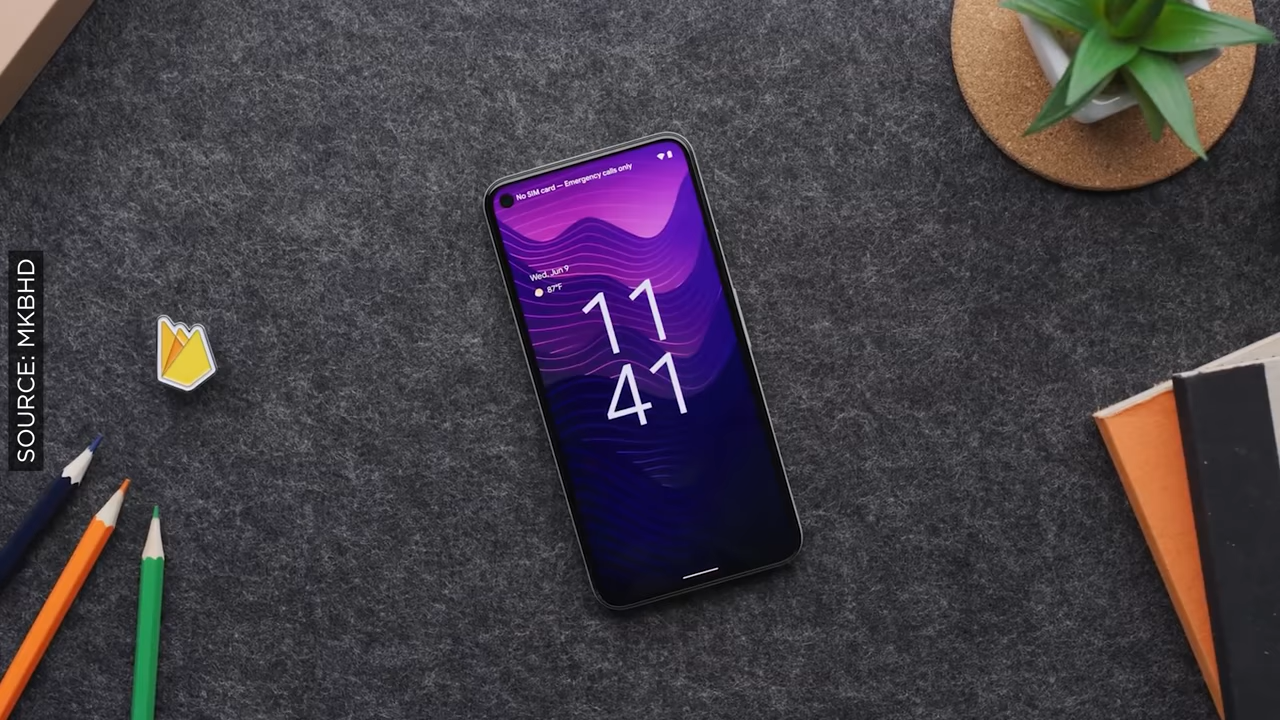 SOURCE: MKBHD
No SIM card — Emergency calls only
Wed, Jun 9
87°F
11
41